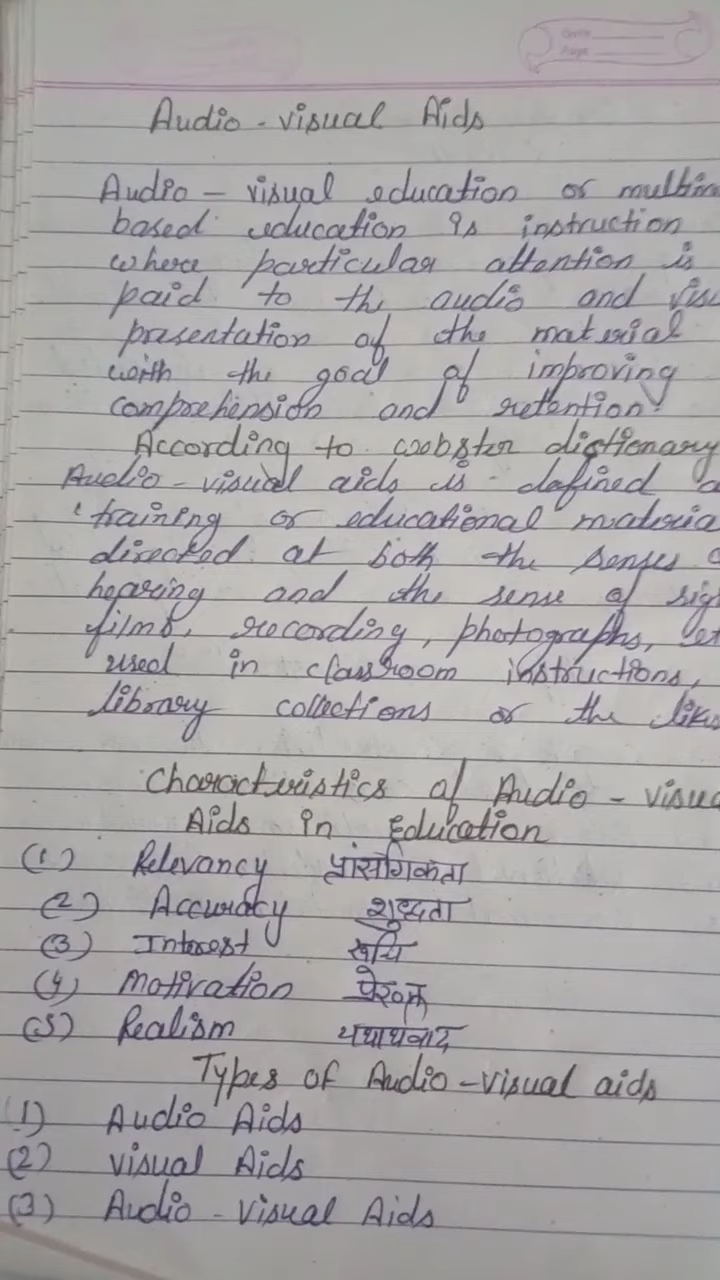 Audio - visual Aids
Audio - visual education or multim
based education is instruction
where particular attention is
paid to the audio and visu
presentation of the material
with the goal of improving
comprehension and retention.
According to webster dictionary
Audio - visual aids is defined a
training or educational materia
directed at both the senses o
hearing and the sense of sig
films, recording, photographs, et
used in classroom instructions,
library collections or the likes
Characteristics of Audio - visua
Aids in Education
(1) Relevancy प्रासंगिकता
(2) Accuracy शुद्धता
(3) Interest रूचि
(4) Motivation प्रेरणा
(5) Realism यथार्थवाद
Types of Audio - visual aids
(1) Audio Aids
(2) visual Aids
(3) Audio - visual Aids